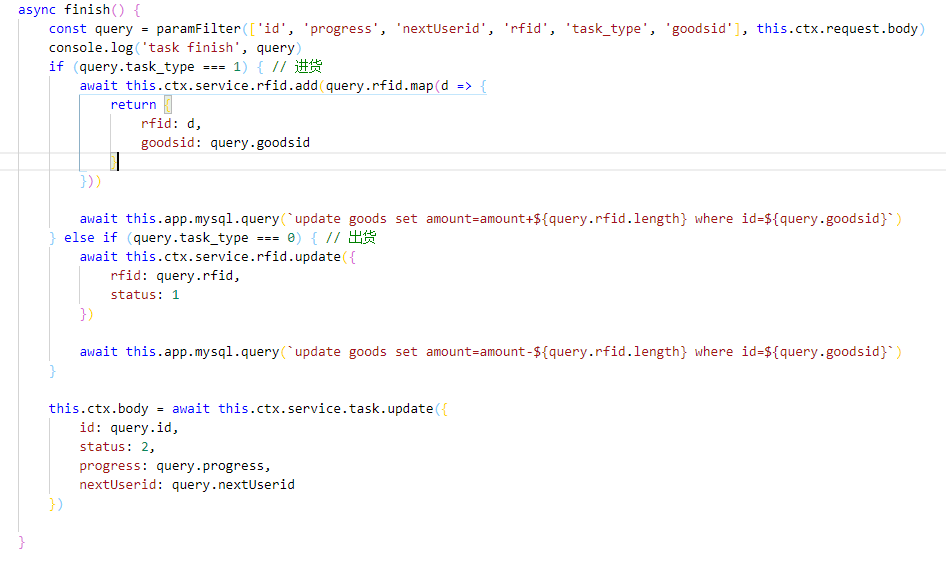 async finish() {
const query = paramFilter(['id', 'progress', 'nextUserid', 'rfid', 'task_type', 'goodsid'], this.ctx.request.body)
console.log('task finish', query)
if (query.task_type === 1) { // 进货
await this.ctx.service.rfid.add(query.rfid.map(d => {
return {
rfid: d,
goodsid: query.goodsid
}
}))
await this.app.mysql.query(`update goods set amount=amount+${query.rfid.length} where id=${query.goodsid}`)
} else if (query.task_type === 0) { // 出货
await this.ctx.service.rfid.update({
rfid: query.rfid,
status: 1
})
await this.app.mysql.query(`update goods set amount=amount-${query.rfid.length} where id=${query.goodsid}`)
}
this.ctx.body = await this.ctx.service.task.update({
id: query.id,
status: 2,
progress: query.progress,
nextUserid: query.nextUserid
})
}